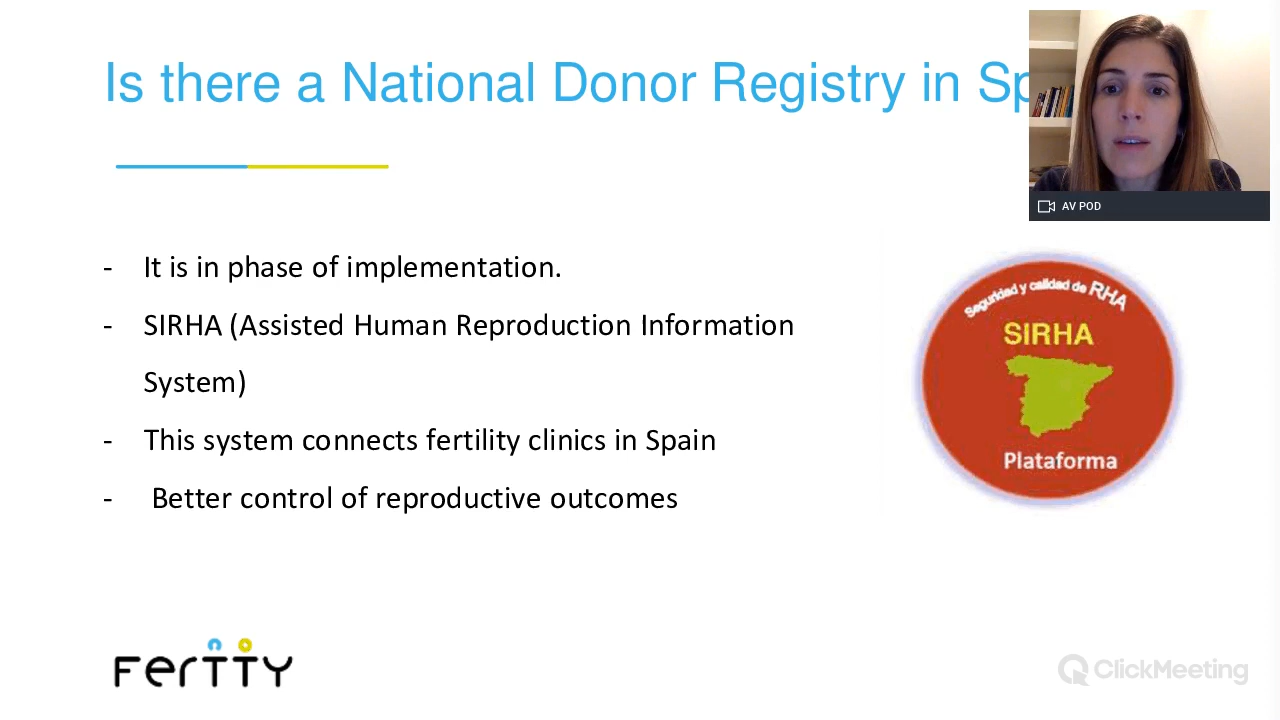 Is there a National Donor Registry in Sp
AV POD
- It is in phase of implementation.
- SIRHA (Assisted Human Reproduction Information
System)
- This system connects fertility clinics in Spain
- Better control of reproductive outcomes
Seguridad y calidad de RHA
SIRHA
Plataforma
Fertty
ClickMeeting